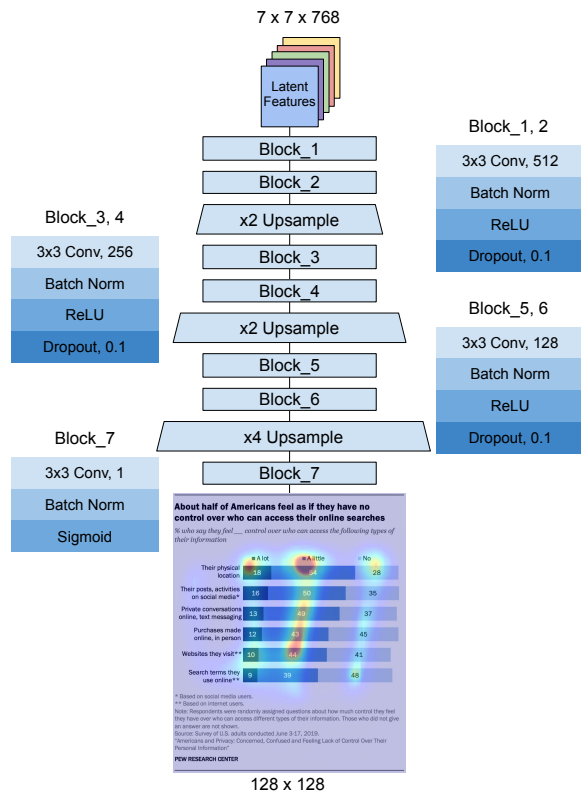 7 x 7 x 768
Latent
Features
Block_1
Block_2
x2 Upsample
Block_3
Block_4
x2 Upsample
Block_5
Block_6
x4 Upsample
Block_7
Block_1, 2
3x3 Conv, 512
Batch Norm
ReLU
Dropout, 0.1
Block_3, 4
3x3 Conv, 256
Batch Norm
ReLU
Dropout, 0.1
Block_5, 6
3x3 Conv, 128
Batch Norm
ReLU
Dropout, 0.1
Block_7
3x3 Conv, 1
Batch Norm
Sigmoid
About half of Americans feel as if they have no
control over who can access their online searches
% who say they feel __ control over who can access the following types of
their information
A lot A little No
Their physical
location
18 54 28
Their posts, activities
on social media*
16 50 35
Private conversations
online, text messaging
13 49 37
Purchases made
online, in person
12 43 45
Websites they visit**
10 44 41
Search terms they
use online**
9 39 48
* Based on social media users.
** Based on internet users.
Note: Respondents were randomly assigned questions about how much control they feel
they have over who can access different types of their information. Those who did not give
an answer are not shown.
Source: Survey of U.S. adults conducted June 3-17, 2019.
"Americans and Privacy: Concerned, Confused and Feeling Lack of Control Over Their
Personal Information"
PEW RESEARCH CENTER
128 x 128